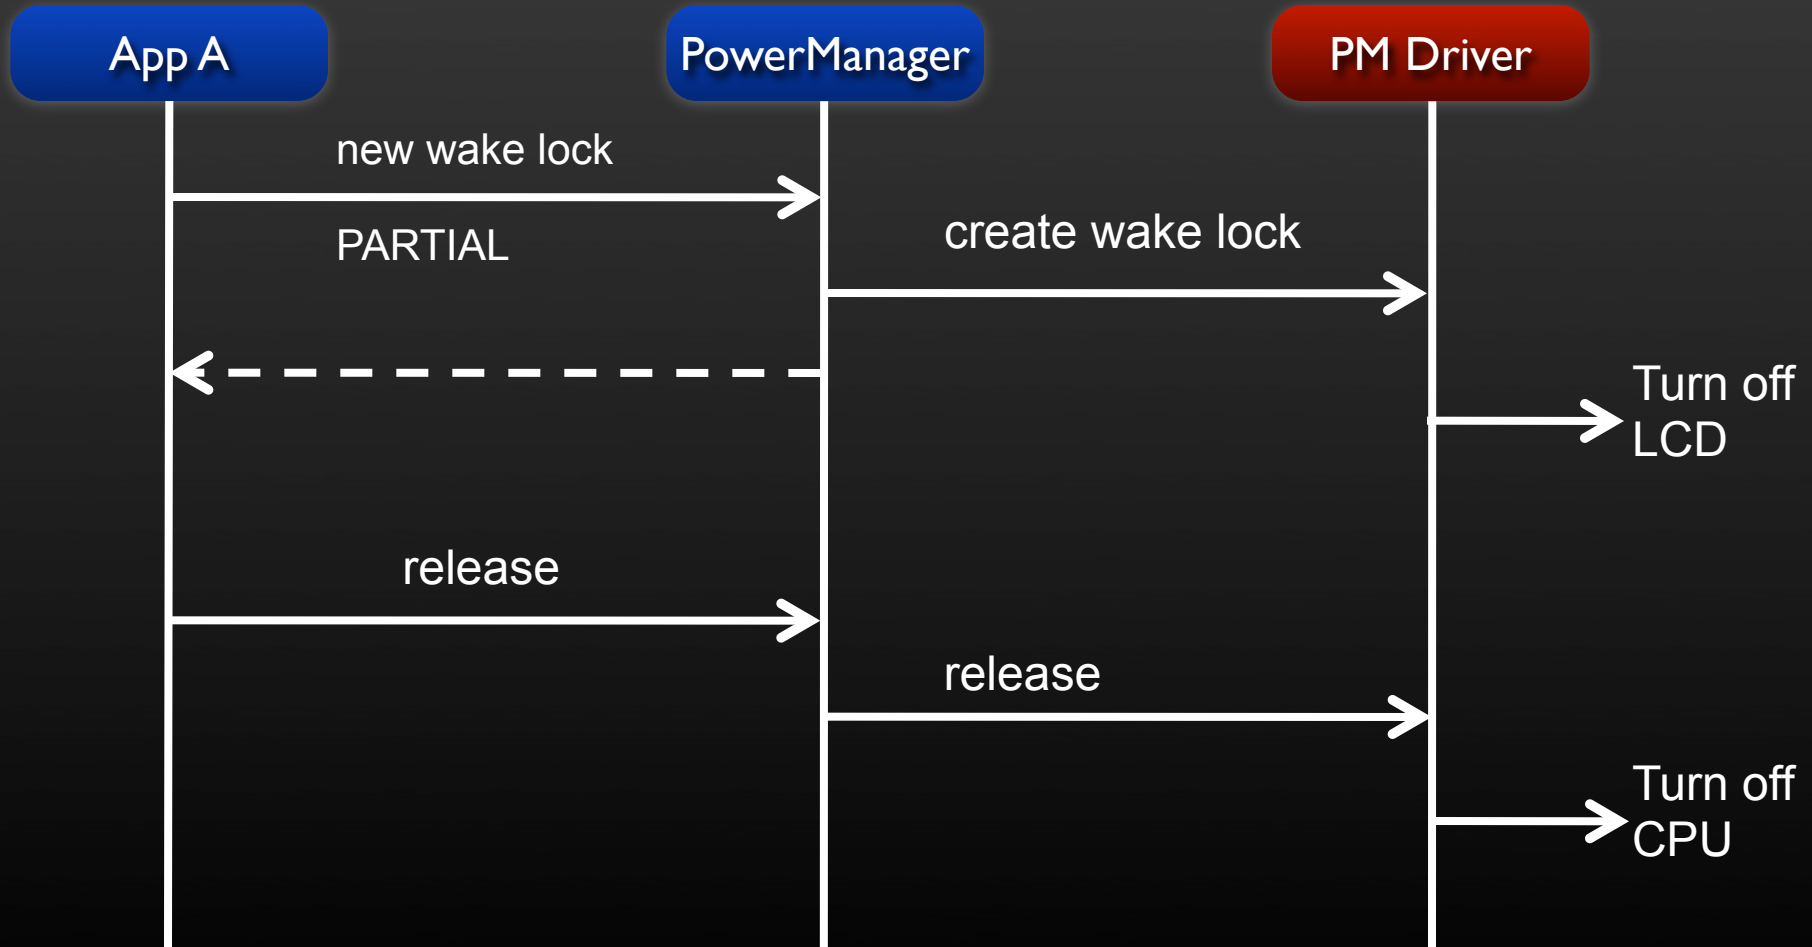 App A
PowerManager
PM Driver
new wake lock
PARTIAL
create wake lock
Turn off
LCD
release
release
Turn off
CPU